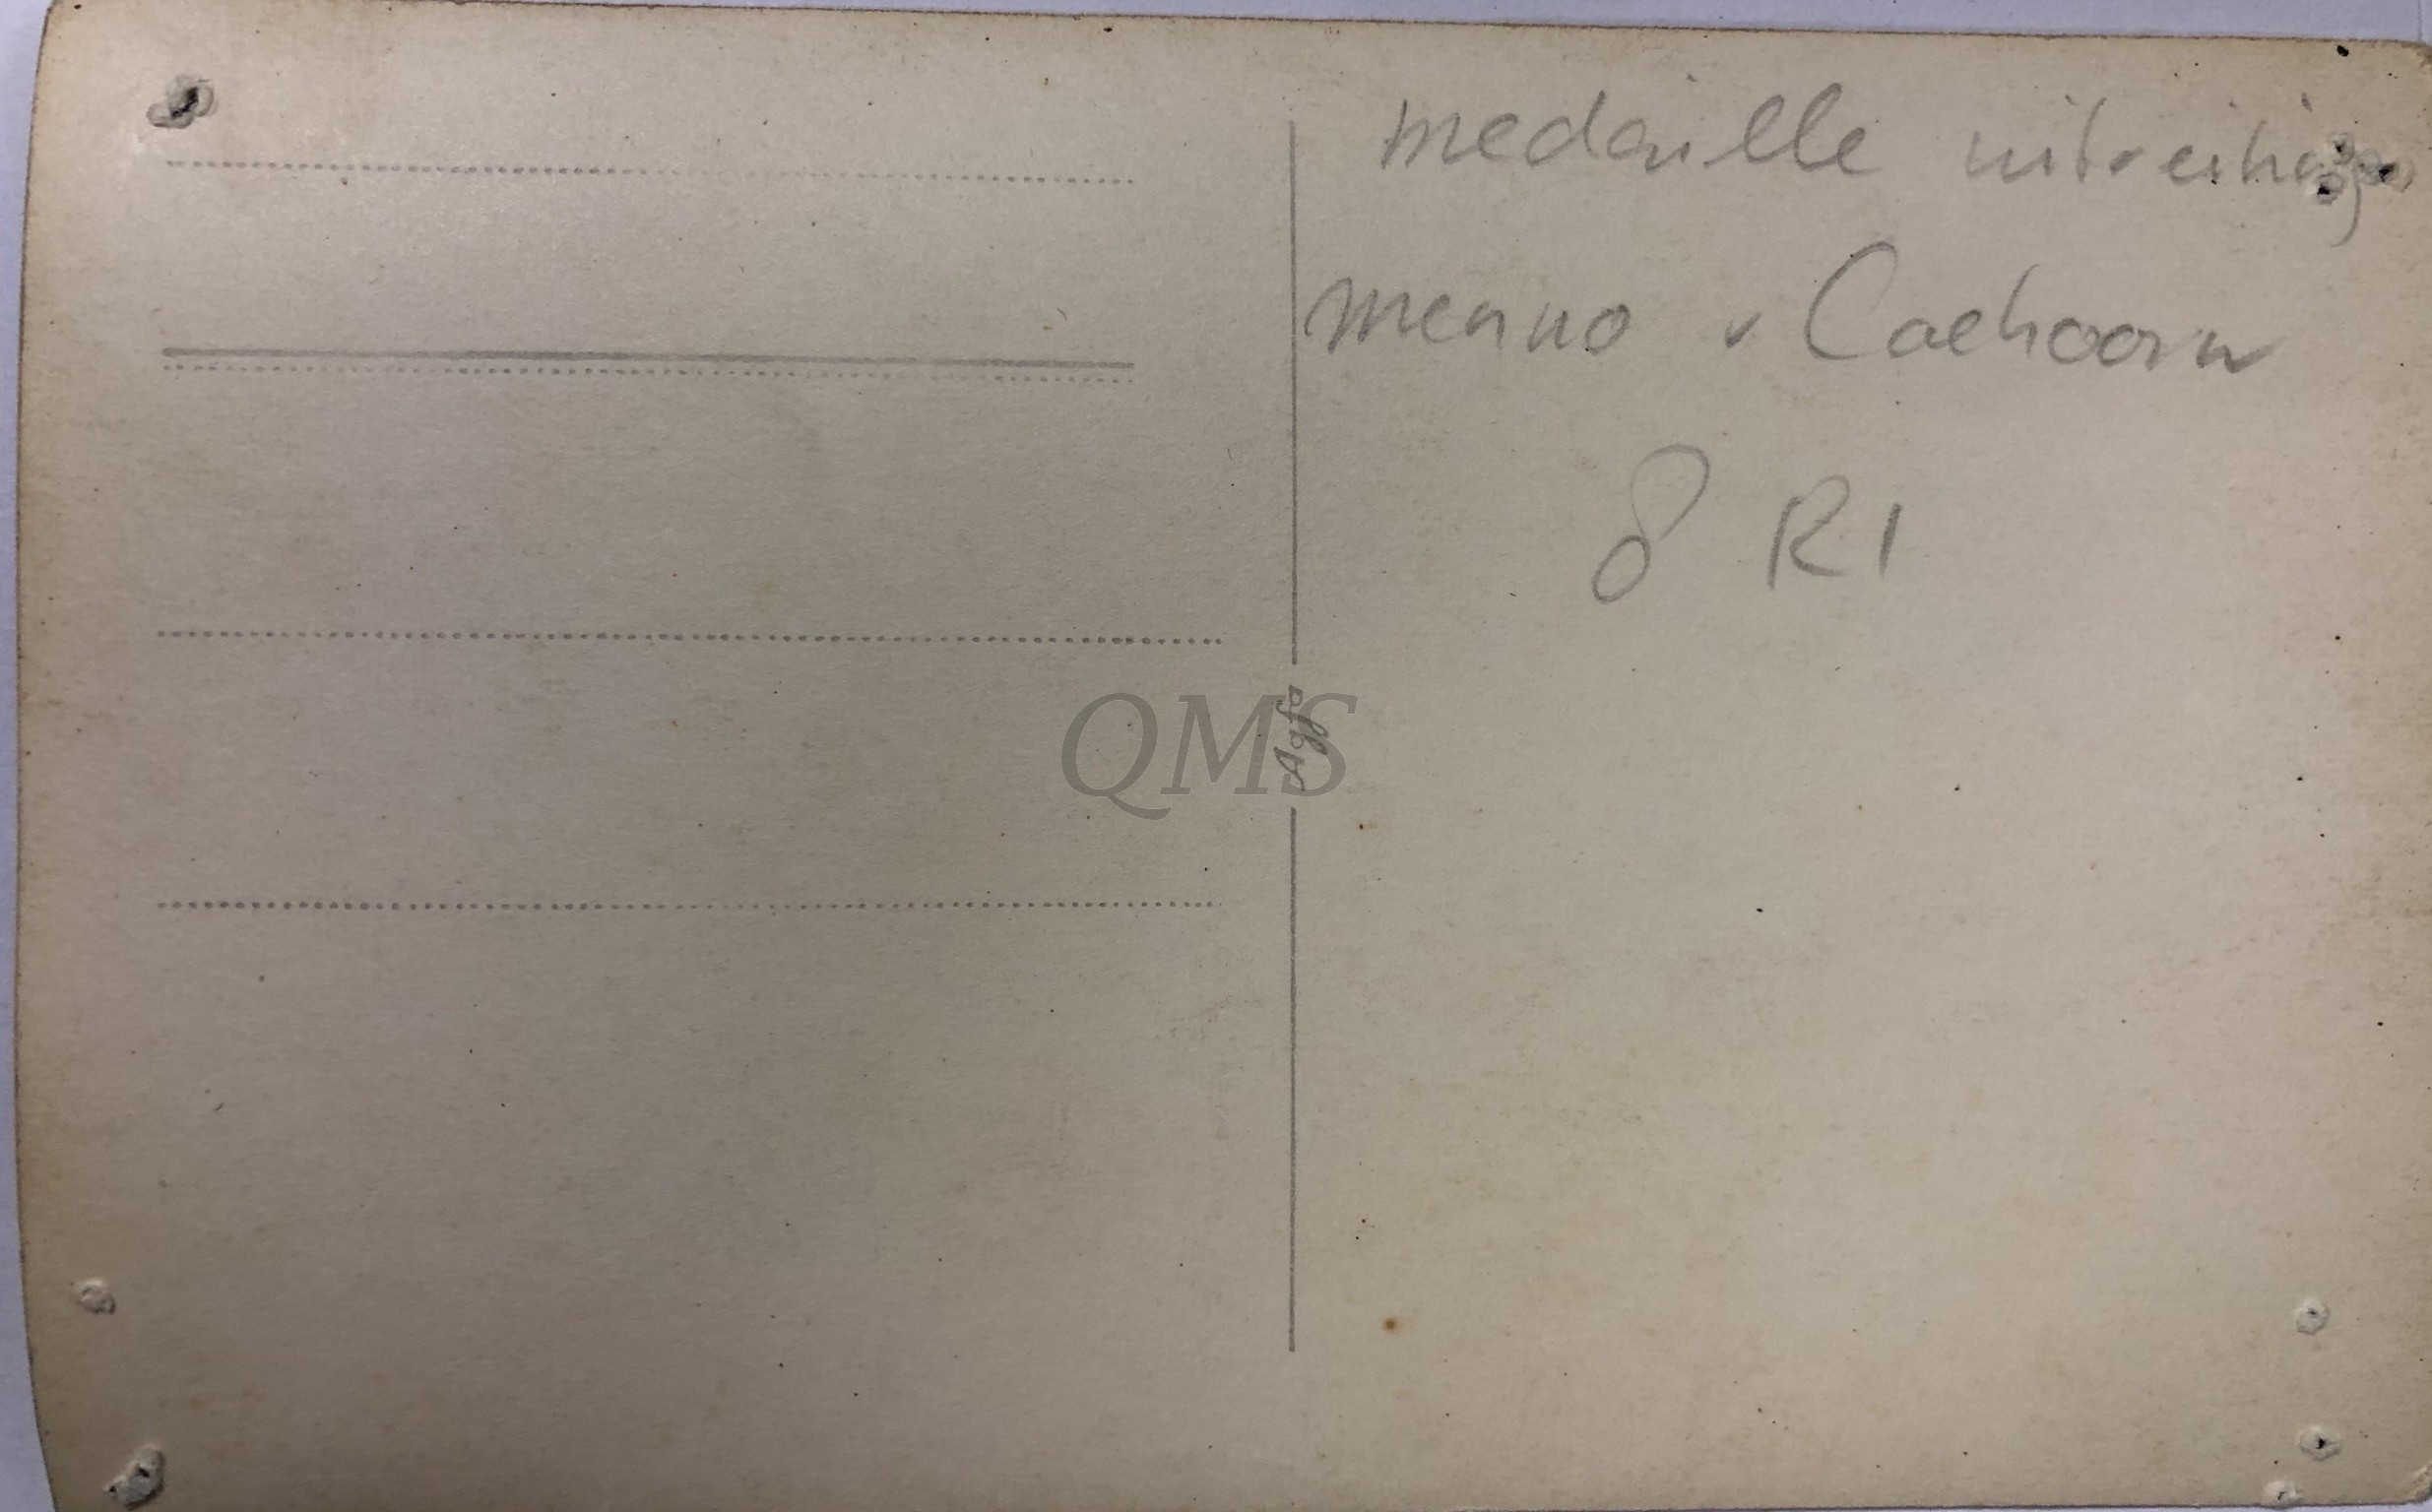 medaille uitreiking
menno v Coehoorn
8 RI
Agfa
QMS